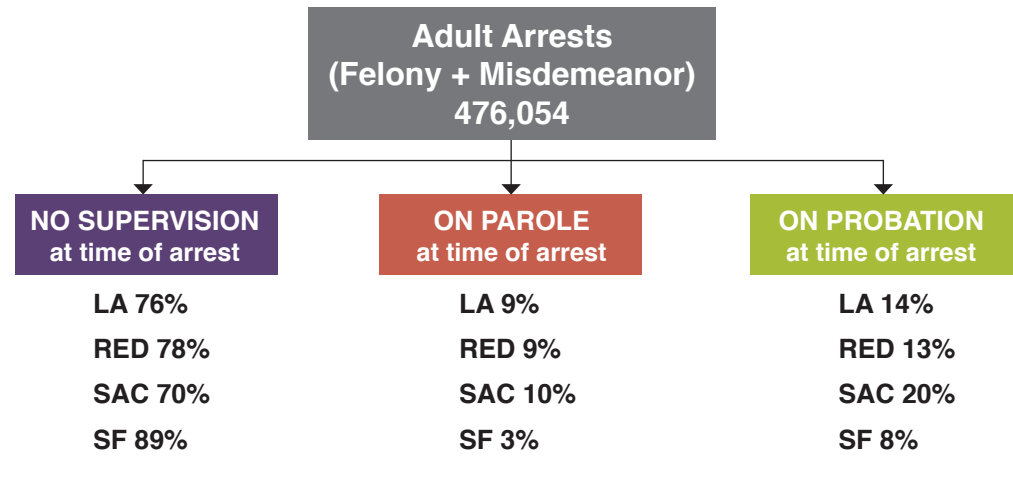 Adult Arrests
(Felony + Misdemeanor)
476,054
NO SUPERVISION
at time of arrest
LA 76%
RED 78%
SAC 70%
SF 89%
ON PAROLE
at time of arrest
LA 9%
RED 9%
SAC 10%
SF 3%
ON PROBATION
at time of arrest
LA 14%
RED 13%
SAC 20%
SF 8%